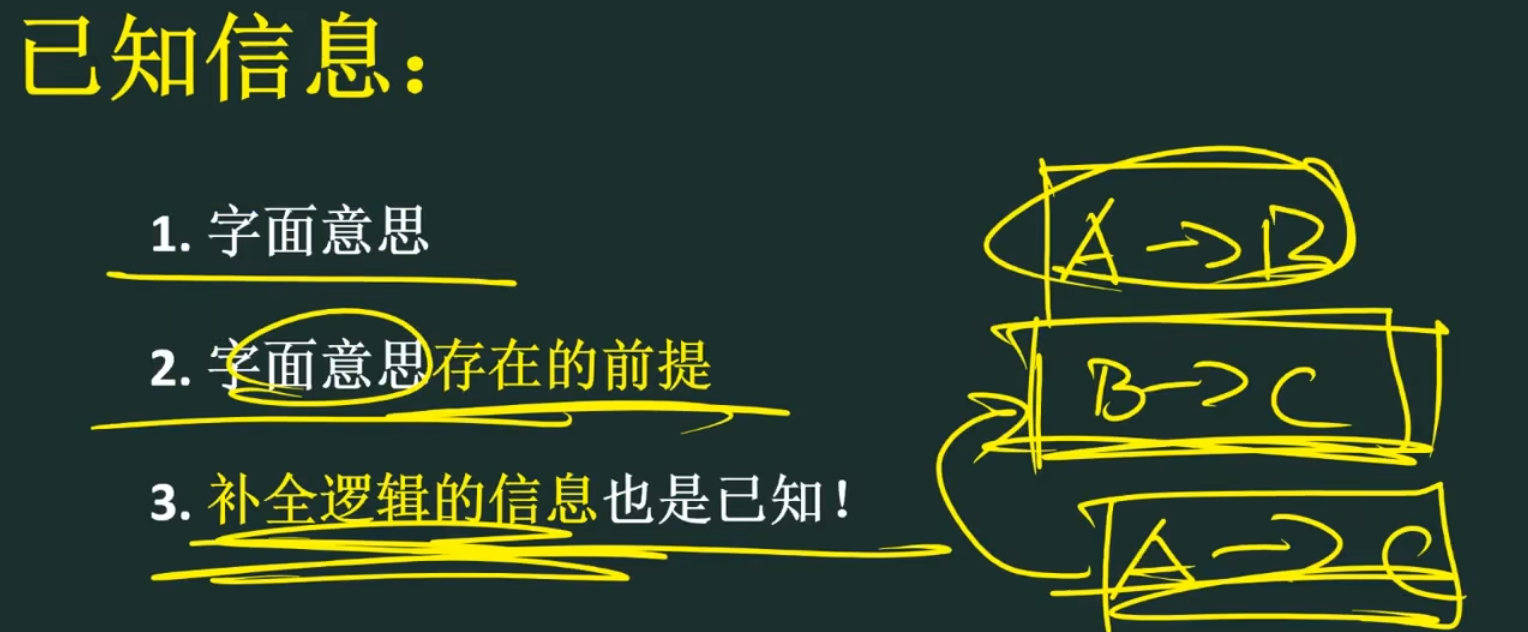 已知信息：
1. 字面意思
2. 字面意思存在的前提
3. 补全逻辑的信息也是已知！
A→B
B→C
A→C